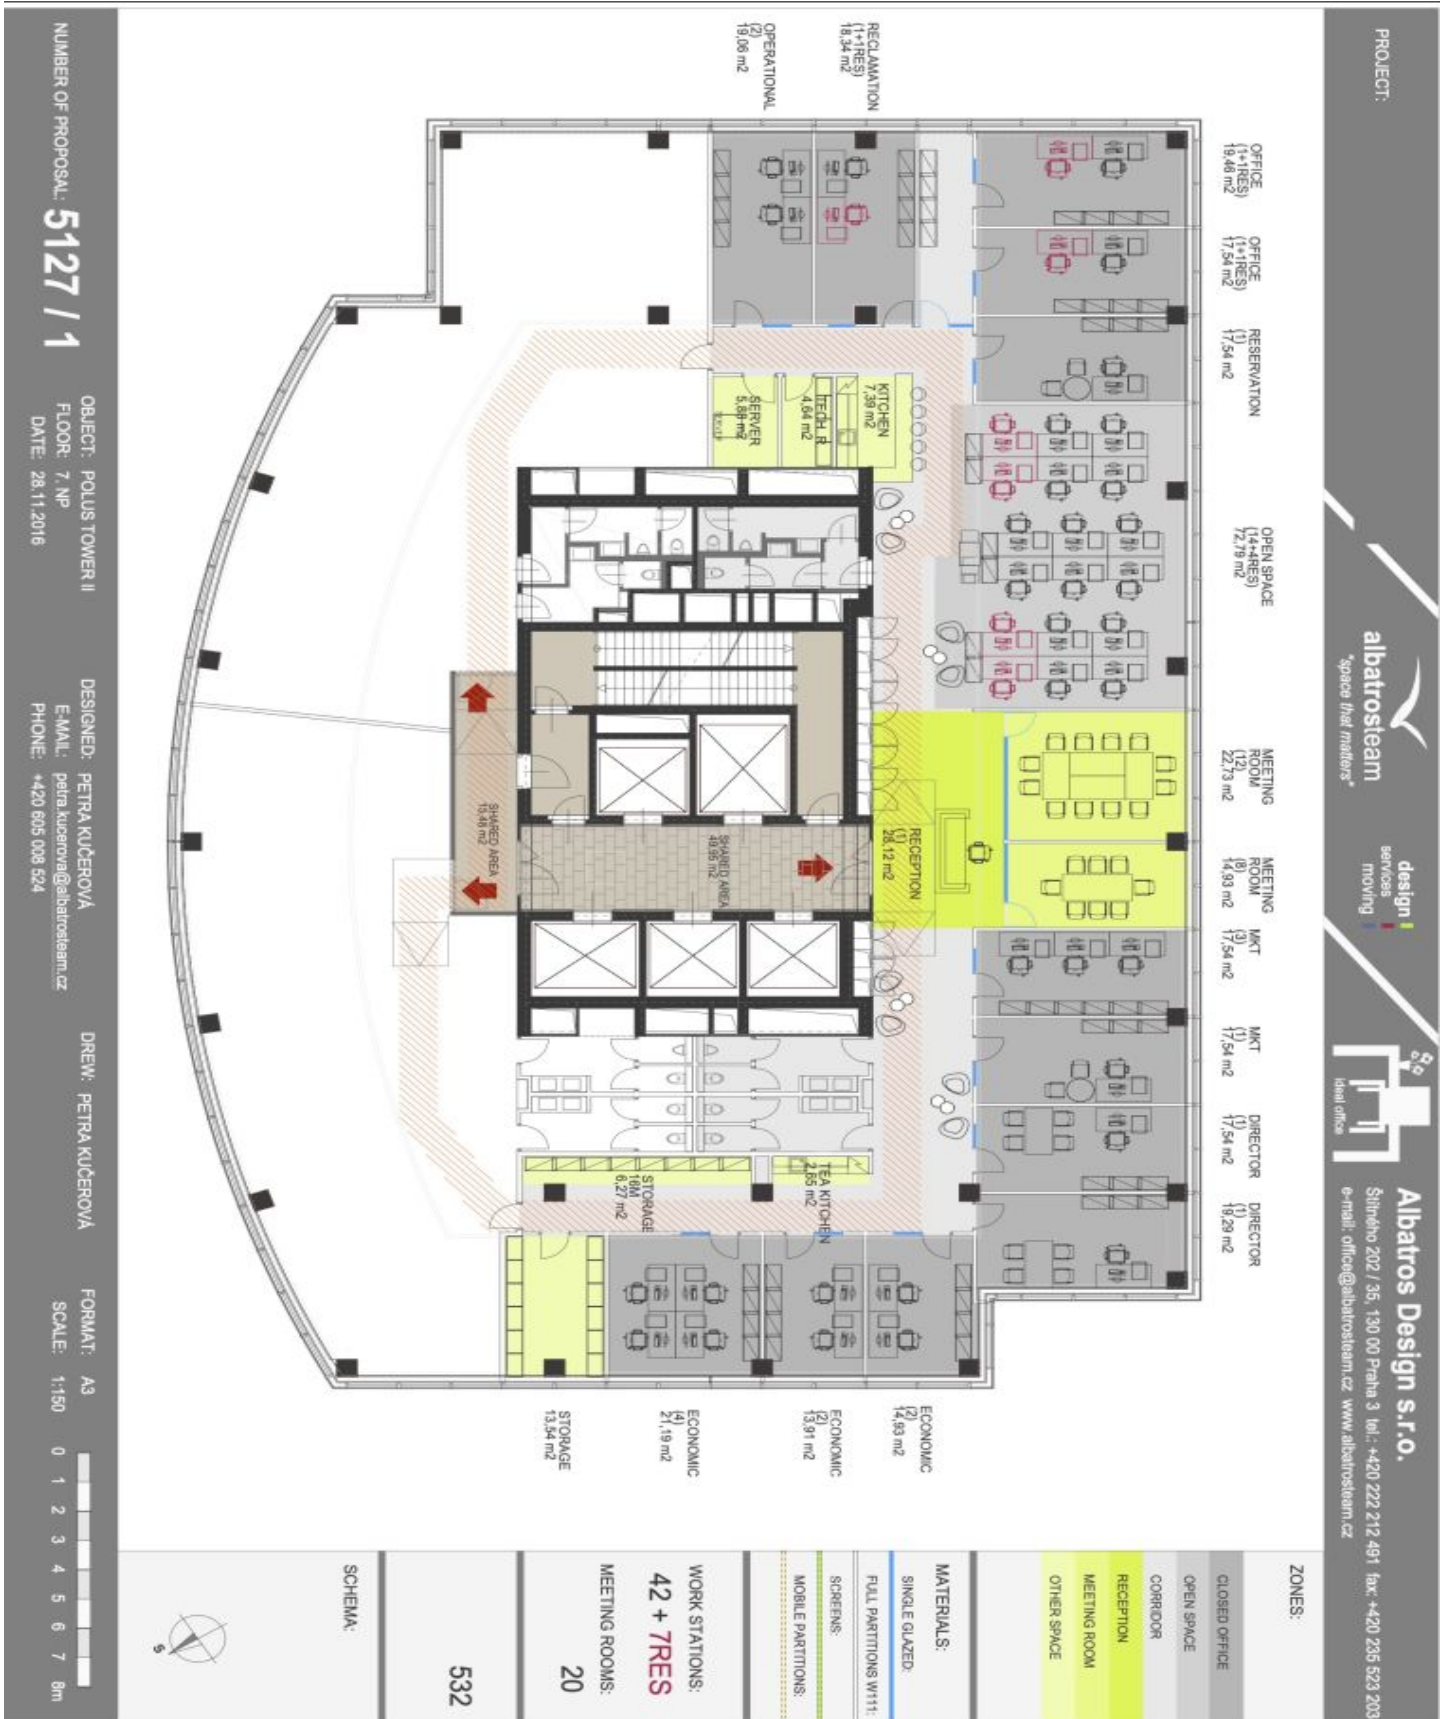 PROJECT:
albatrosteam
"space that matters"
design
services
moving
ideal office
Albatros Design s.r.o.
Štítného 202 / 35, 130 00 Praha 3 tel.: +420 222 212 491 fax: +420 235 523 203
e-mail: office@albatrosteam.cz www.albatrosteam.cz
OFFICE
(1+1RES)
19,46 m2
OFFICE
(1+1RES)
17,54 m2
RESERVATION
(1)
17,54 m2
OPEN SPACE
(14+4RES)
72,79 m2
MEETING
ROOM
(12)
22,73 m2
MEETING
ROOM
(8)
14,93 m2
MKT
(3)
17,54 m2
MKT
(1)
17,54 m2
DIRECTOR
(1)
17,54 m2
DIRECTOR
(1)
19,29 m2
RECLAMATION
(1+1RES)
18,34 m2
OPERATIONAL
(2)
19,06 m2
KITCHEN
7,39 m2
TECH. R.
4,64 m2
SERVER
5,88 m2
RECEPTION
(1)
28,12 m2
SHARED AREA
49,95 m2
SHARED AREA
15,48 m2
TEA KITCHEN
2,65 m2
STORAGE
16M
6,27 m2
ECONOMIC
(2)
14,93 m2
ECONOMIC
(2)
13,91 m2
ECONOMIC
(4)
21,19 m2
STORAGE
13,54 m2
ZONES:
CLOSED OFFICE
OPEN SPACE
CORRIDOR
RECEPTION
MEETING ROOM
OTHER SPACE
MATERIALS:
SINGLE GLAZED:
FULL PARTITIONS W111:
SCREENS:
MOBILE PARTITIONS:
WORK STATIONS:
42 + 7RES
MEETING ROOMS:
20
532
SCHEMA:
S
NUMBER OF PROPOSAL: 5127 / 1
OBJECT: POLUS TOWER II
FLOOR: 7. NP
DATE: 28.11.2016
DESIGNED: PETRA KUČEROVÁ
E-MAIL: petra.kucerova@albatrosteam.cz
PHONE: +420 605 008 524
DREW: PETRA KUČEROVÁ
FORMAT: A3
SCALE: 1:150
0 1 2 3 4 5 6 7 8m